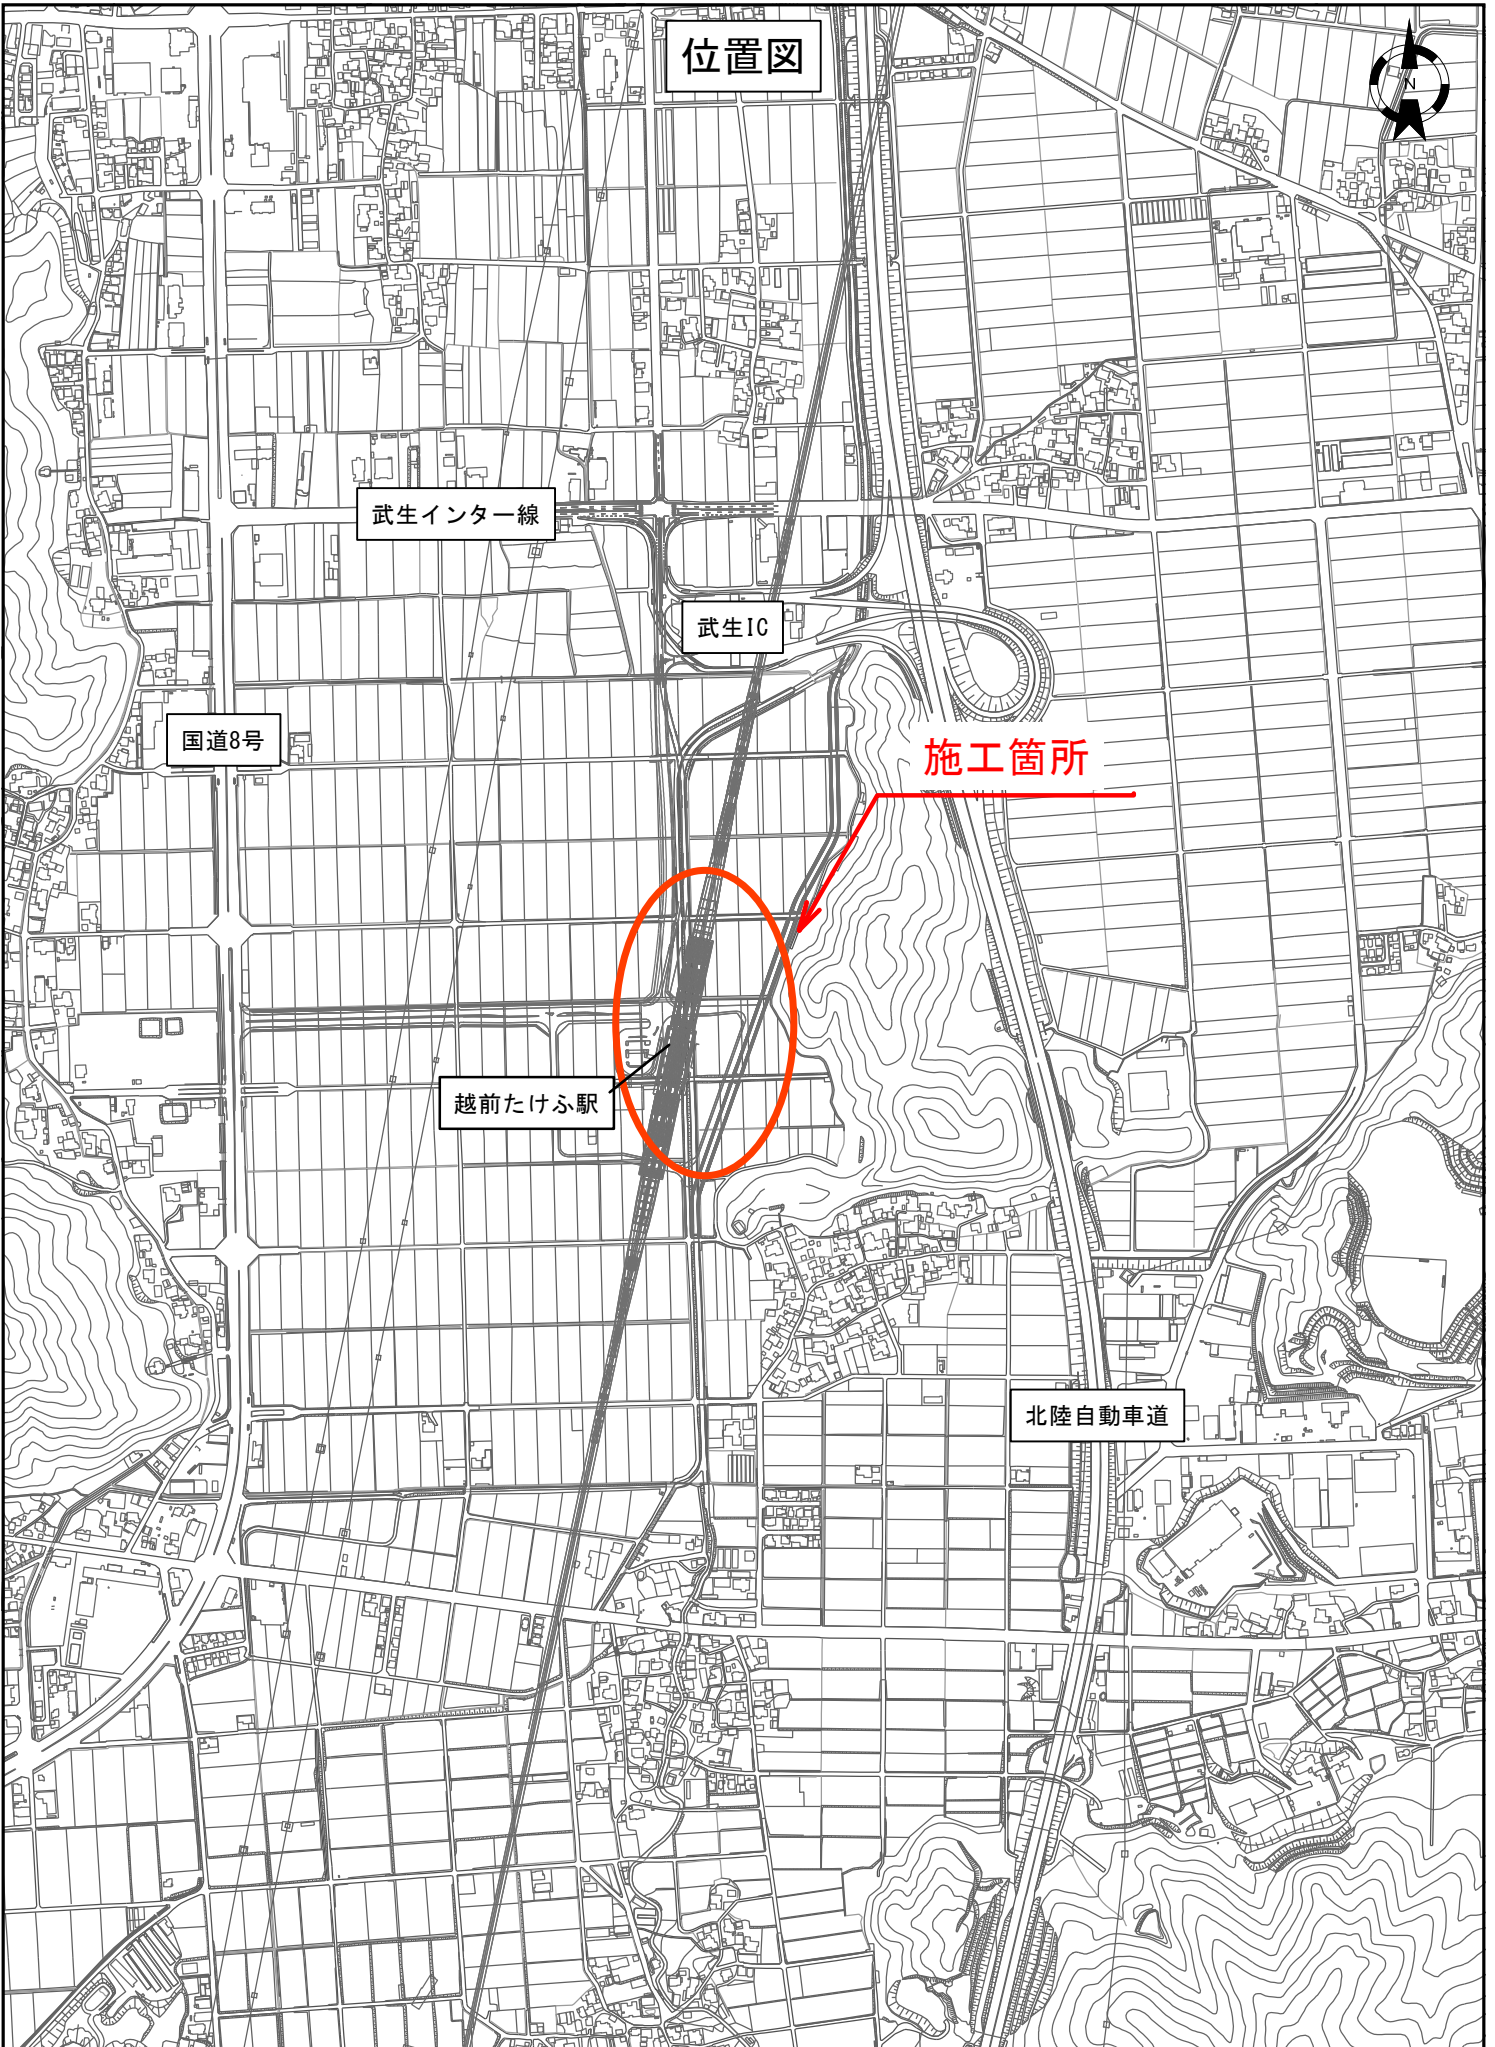 位置図
N
武生インター線
武生IC
国道8号
施工箇所
越前たけふ駅
北陸自動車道